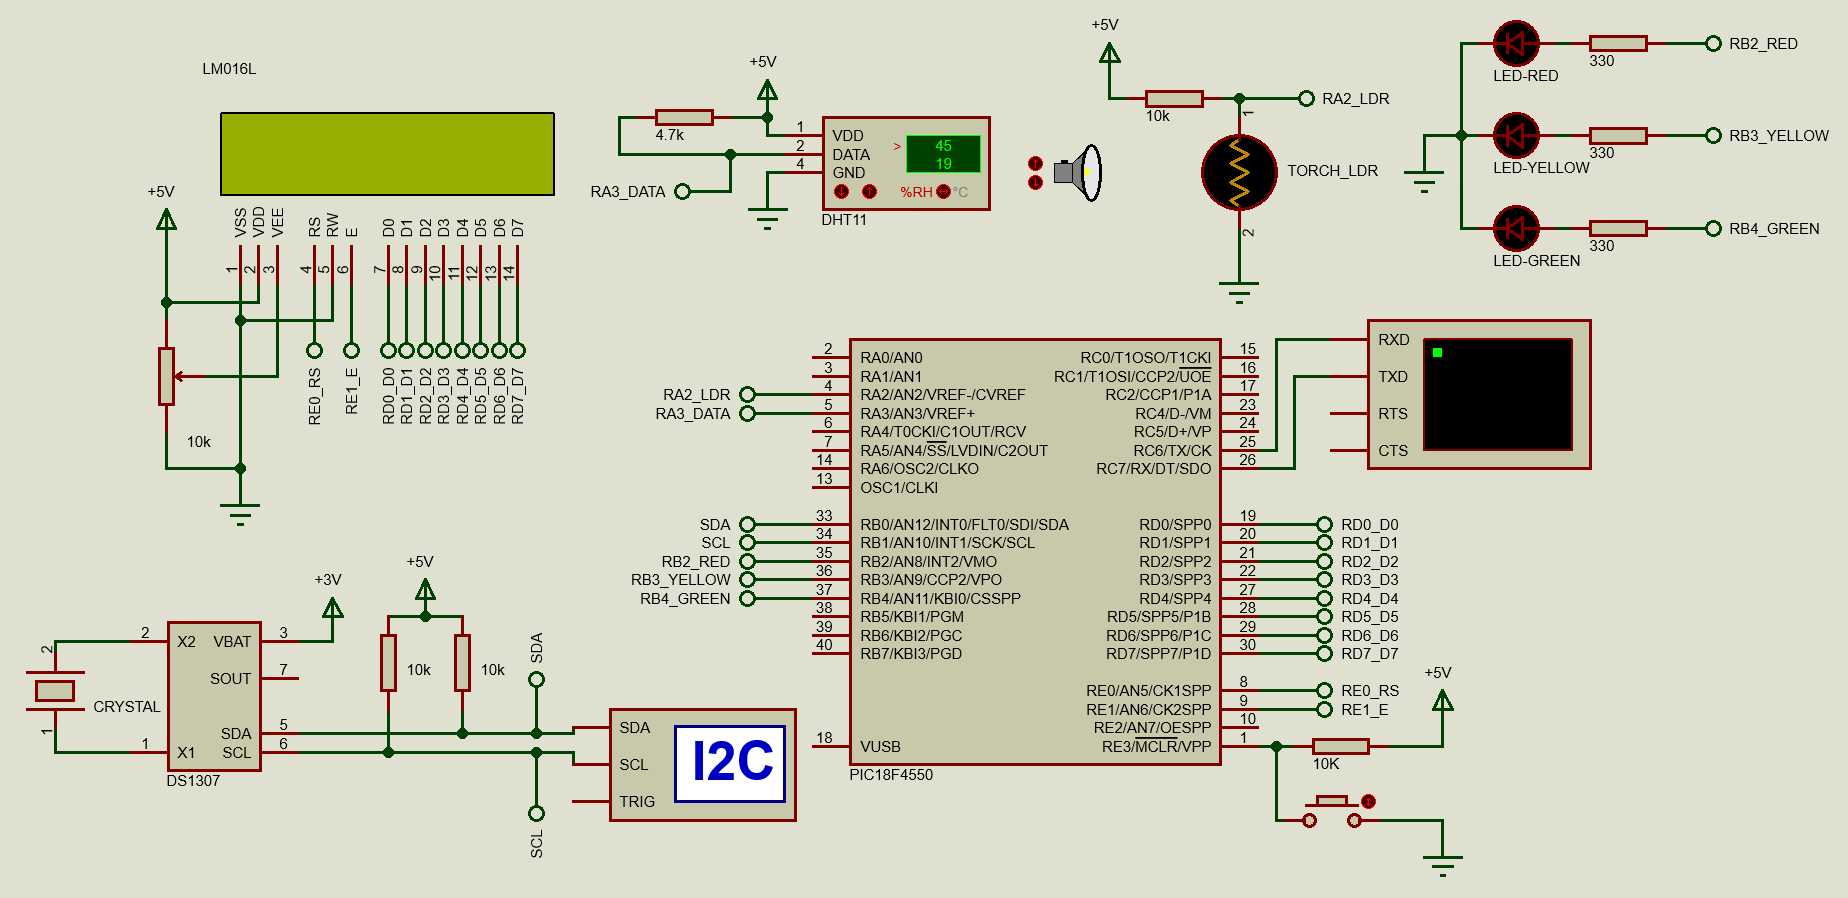 LM016L
+5V
VSS
VDD
VEE
RS
RW
E
D0
D1
D2
D3
D4
D5
D6
D7
1
2
3
4
5
6
7
8
9
10
11
12
13
14
10k
RE0_RS
RE1_E
RD0_D0
RD1_D1
RD2_D2
RD3_D3
RD4_D4
RD5_D5
RD6_D6
RD7_D7
+5V
4.7k
RA3_DATA
1
2
4
VDD
DATA
GND
>
45
19
%RH
°C
DHT11
+5V
10k
RA2_LDR
1
TORCH_LDR
2
LED-RED
330
RB2_RED
LED-YELLOW
330
RB3_YELLOW
LED-GREEN
330
RB4_GREEN
RXD
TXD
RTS
CTS
RA2_LDR
RA3_DATA
SDA
SCL
RB2_RED
RB3_YELLOW
RB4_GREEN
2 RA0/AN0
3 RA1/AN1
4 RA2/AN2/VREF-/CVREF
5 RA3/AN3/VREF+
6 RA4/T0CKI/C1OUT/RCV
7 RA5/AN4/SS/LVDIN/C2OUT
14 RA6/OSC2/CLKO
13 OSC1/CLKI
33 RB0/AN12/INT0/FLT0/SDI/SDA
34 RB1/AN10/INT1/SCK/SCL
35 RB2/AN8/INT2/VMO
36 RB3/AN9/CCP2/VPO
37 RB4/AN11/KBI0/CSSPP
38 RB5/KBI1/PGM
39 RB6/KBI2/PGC
40 RB7/KBI3/PGD
18 VUSB
RC0/T1OSO/T1CKI 15
RC1/T1OSI/CCP2/UOE 16
RC2/CCP1/P1A 17
RC4/D-/VM 23
RC5/D+/VP 24
RC6/TX/CK 25
RC7/RX/DT/SDO 26
RD0/SPP0 19 RD0_D0
RD1/SPP1 20 RD1_D1
RD2/SPP2 21 RD2_D2
RD3/SPP3 22 RD3_D3
RD4/SPP4 27 RD4_D4
RD5/SPP5/P1B 28 RD5_D5
RD6/SPP6/P1C 29 RD6_D6
RD7/SPP7/P1D 30 RD7_D7
RE0/AN5/CK1SPP 8 RE0_RS
RE1/AN6/CK2SPP 9 RE1_E
RE2/AN7/OESPP 10
RE3/MCLR/VPP 1
PIC18F4550
+5V
10K
2
1
CRYSTAL
2
1
X2
X1
VBAT
SOUT
SDA
SCL
3
7
5
6
DS1307
+3V
+5V
10k
10k
SDA
SCL
SDA
SCL
TRIG
I2C